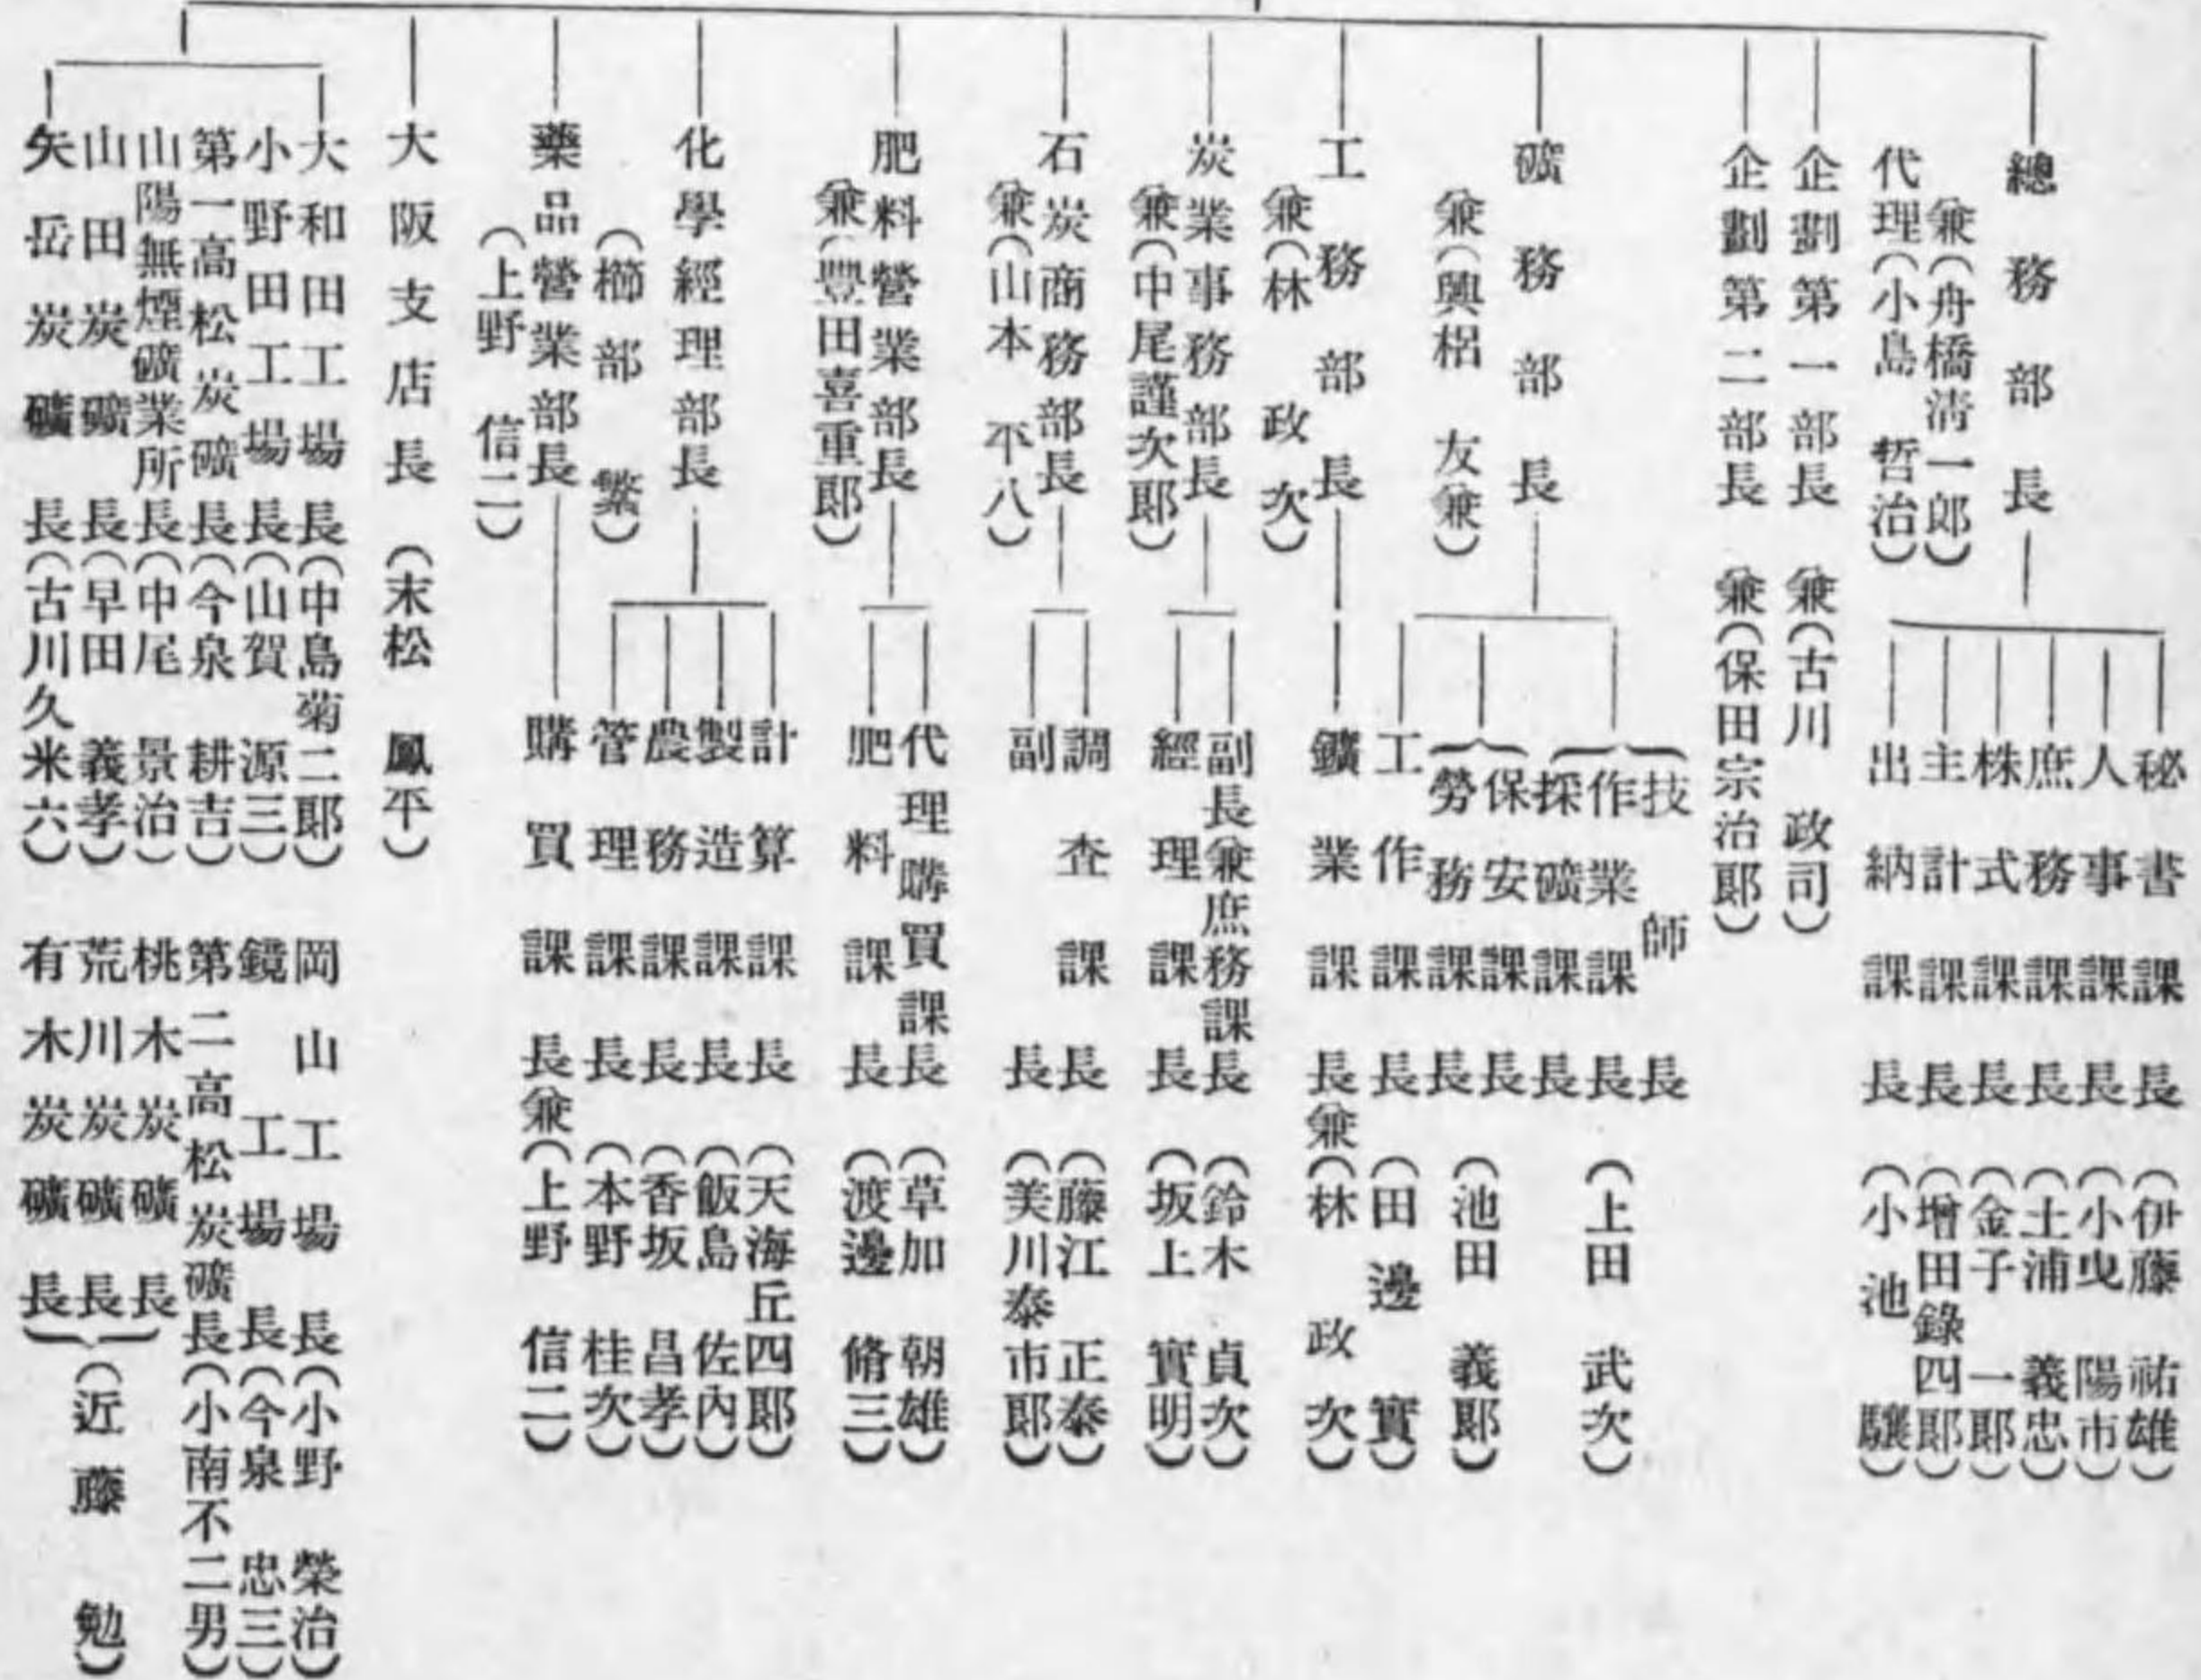 總務部長
兼(舟橋清一郎)
代理(小島哲治)
秘書課長(伊藤祐雄)
人事課長(小曳陽市)
庶務課長(土浦義忠)
株式課長(金子一郎)
主計課長(增田錄四郎)
出納課長(小池驤)
企劃第一部長兼(古川政司)
企劃第二部長兼(保田宗治郎)
礦務部長
兼(興梠友兼)
技師長
作業課長(上田武次)
採礦課長
保安課長
勞務課長(池田義郎)
工作課長(田邊實)
工務部長
兼(林政次)
鑛業課長兼(林政次)
炭業事務部長
兼(中尾謹次郎)
副長兼庶務課長(鈴木貞次)
經理課長(坂上實明)
石炭商務部長
兼(山本平八)
調査課長(藤江正泰)
副長(美川泰市郎)
肥料營業部長
兼(豐田喜重郎)
代理購買課長(草加朝雄)
肥料課長(渡邊脩三)
化學經理部長
(櫛部繁)
計算課長(天海丘四郎)
製造課長(飯島佐內)
農務課長(香坂昌孝)
管理課長(本野桂次)
藥品營業部長
(上野信二)
購買課長兼(上野信二)
大阪支店長(末松鳳平)
大和田工場長(中島菊二郎)岡山工場長(小野榮治)
小野田工場長(山賀源三)鏡工場長(今泉忠三)
第一高松炭礦長(今泉耕吉)第二高松炭礦長(小南不二男)
山陽無煙礦業所長(中尾景治)桃木炭礦長
山田炭礦長(早田義孝)荒川炭礦長(近藤勉)
矢岳炭礦長(古川久米六)有木炭礦長